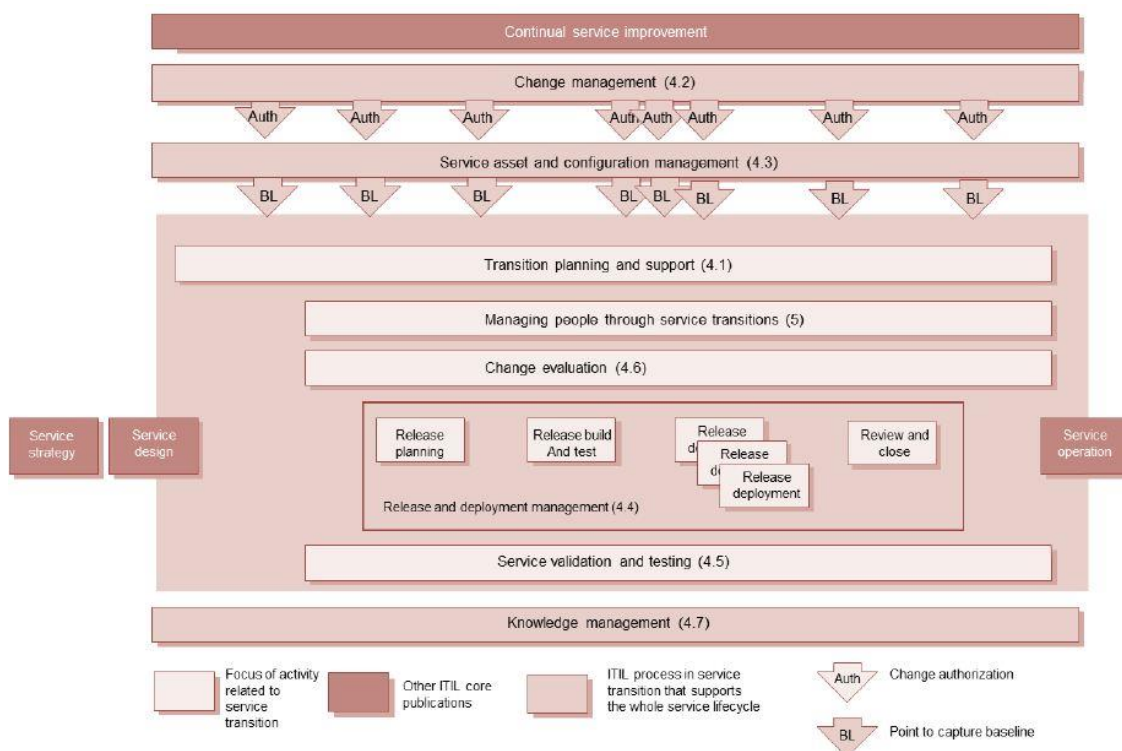 Continual service improvement
Change management (4.2)
Auth
Auth
Auth
Auth
Auth
Auth
Auth
Auth
Service asset and configuration management (4.3)
BL
BL
BL
BL
BL
BL
BL
BL
Transition planning and support (4.1)
Managing people through service transitions (5)
Change evaluation (4.6)
Service
strategy
Service
design
Release
planning
Release build
And test
Release
de
Release
de
Release
deployment
Review and
close
Release and deployment management (4.4)
Service
operation
Service validation and testing (4.5)
Knowledge management (4.7)
Focus of activity
related to
service
transition
Other ITIL core
publications
ITIL process in service
transition that supports
the whole service lifecycle
Auth
Change authorization
BL
Point to capture baseline